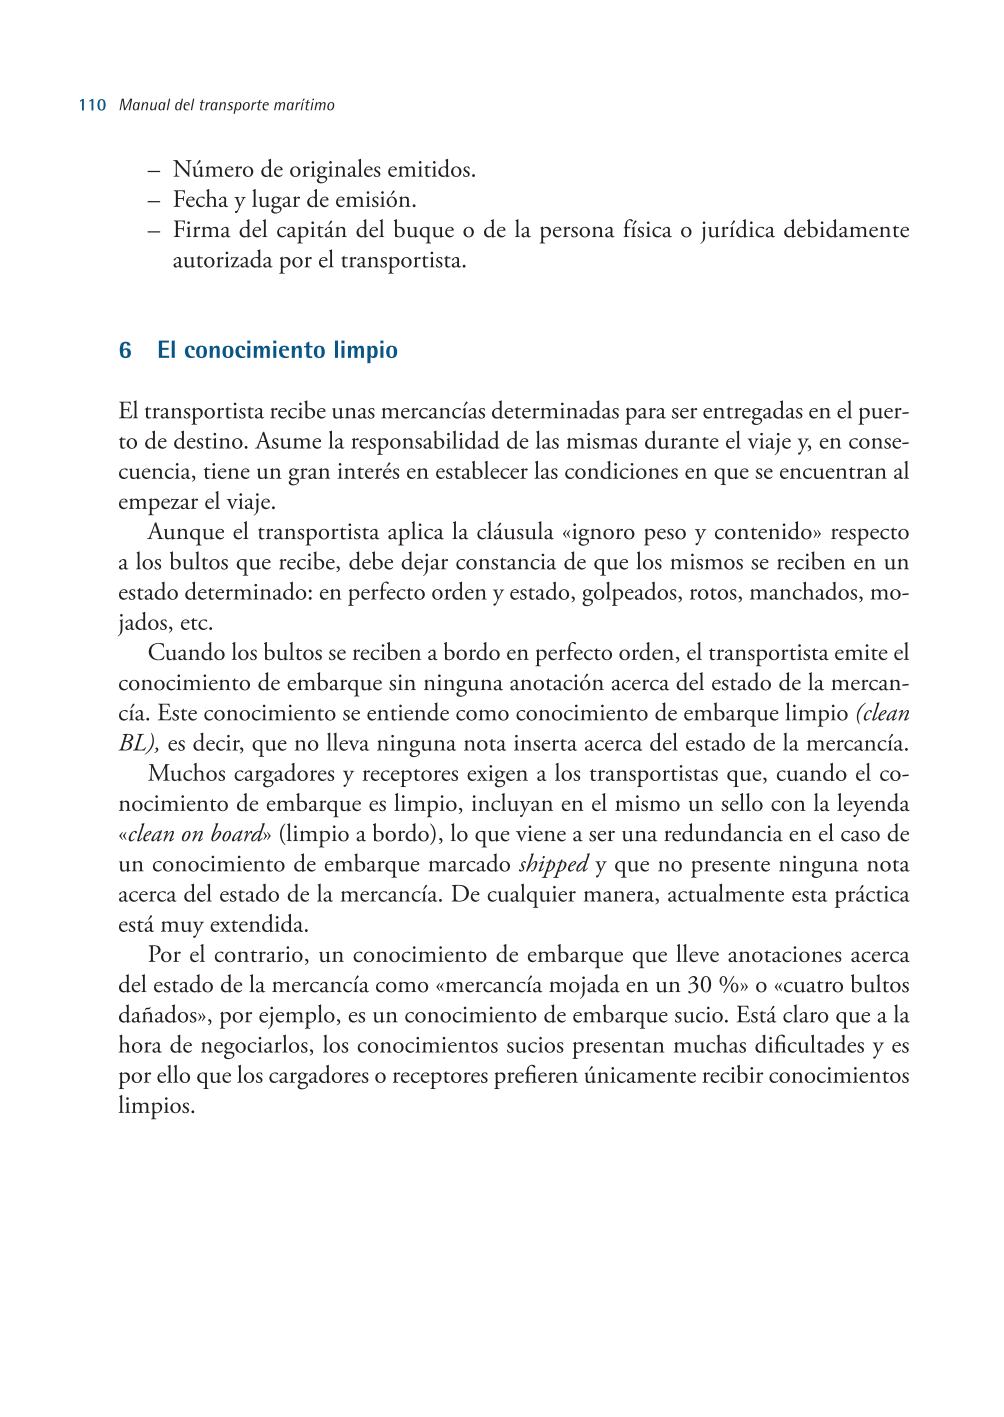 110 Manual del transporte marítimo
– Número de originales emitidos.
– Fecha y lugar de emisión.
– Firma del capitán del buque o de la persona física o jurídica debidamente
autorizada por el transportista.
6 El conocimiento limpio
El transportista recibe unas mercancías determinadas para ser entregadas en el puer-
to de destino. Asume la responsabilidad de las mismas durante el viaje y, en conse-
cuencia, tiene un gran interés en establecer las condiciones en que se encuentran al
empezar el viaje.
Aunque el transportista aplica la cláusula «ignoro peso y contenido» respecto
a los bultos que recibe, debe dejar constancia de que los mismos se reciben en un
estado determinado: en perfecto orden y estado, golpeados, rotos, manchados, mo-
jados, etc.
Cuando los bultos se reciben a bordo en perfecto orden, el transportista emite el
conocimiento de embarque sin ninguna anotación acerca del estado de la mercan-
cía. Este conocimiento se entiende como conocimiento de embarque limpio (clean
BL), es decir, que no lleva ninguna nota inserta acerca del estado de la mercancía.
Muchos cargadores y receptores exigen a los transportistas que, cuando el co-
nocimiento de embarque es limpio, incluyan en el mismo un sello con la leyenda
«clean on board» (limpio a bordo), lo que viene a ser una redundancia en el caso de
un conocimiento de embarque marcado shipped y que no presente ninguna nota
acerca del estado de la mercancía. De cualquier manera, actualmente esta práctica
está muy extendida.
Por el contrario, un conocimiento de embarque que lleve anotaciones acerca
del estado de la mercancía como «mercancía mojada en un 30 %» o «cuatro bultos
dañados», por ejemplo, es un conocimiento de embarque sucio. Está claro que a la
hora de negociarlos, los conocimientos sucios presentan muchas dificultades y es
por ello que los cargadores o receptores prefieren únicamente recibir conocimientos
limpios.